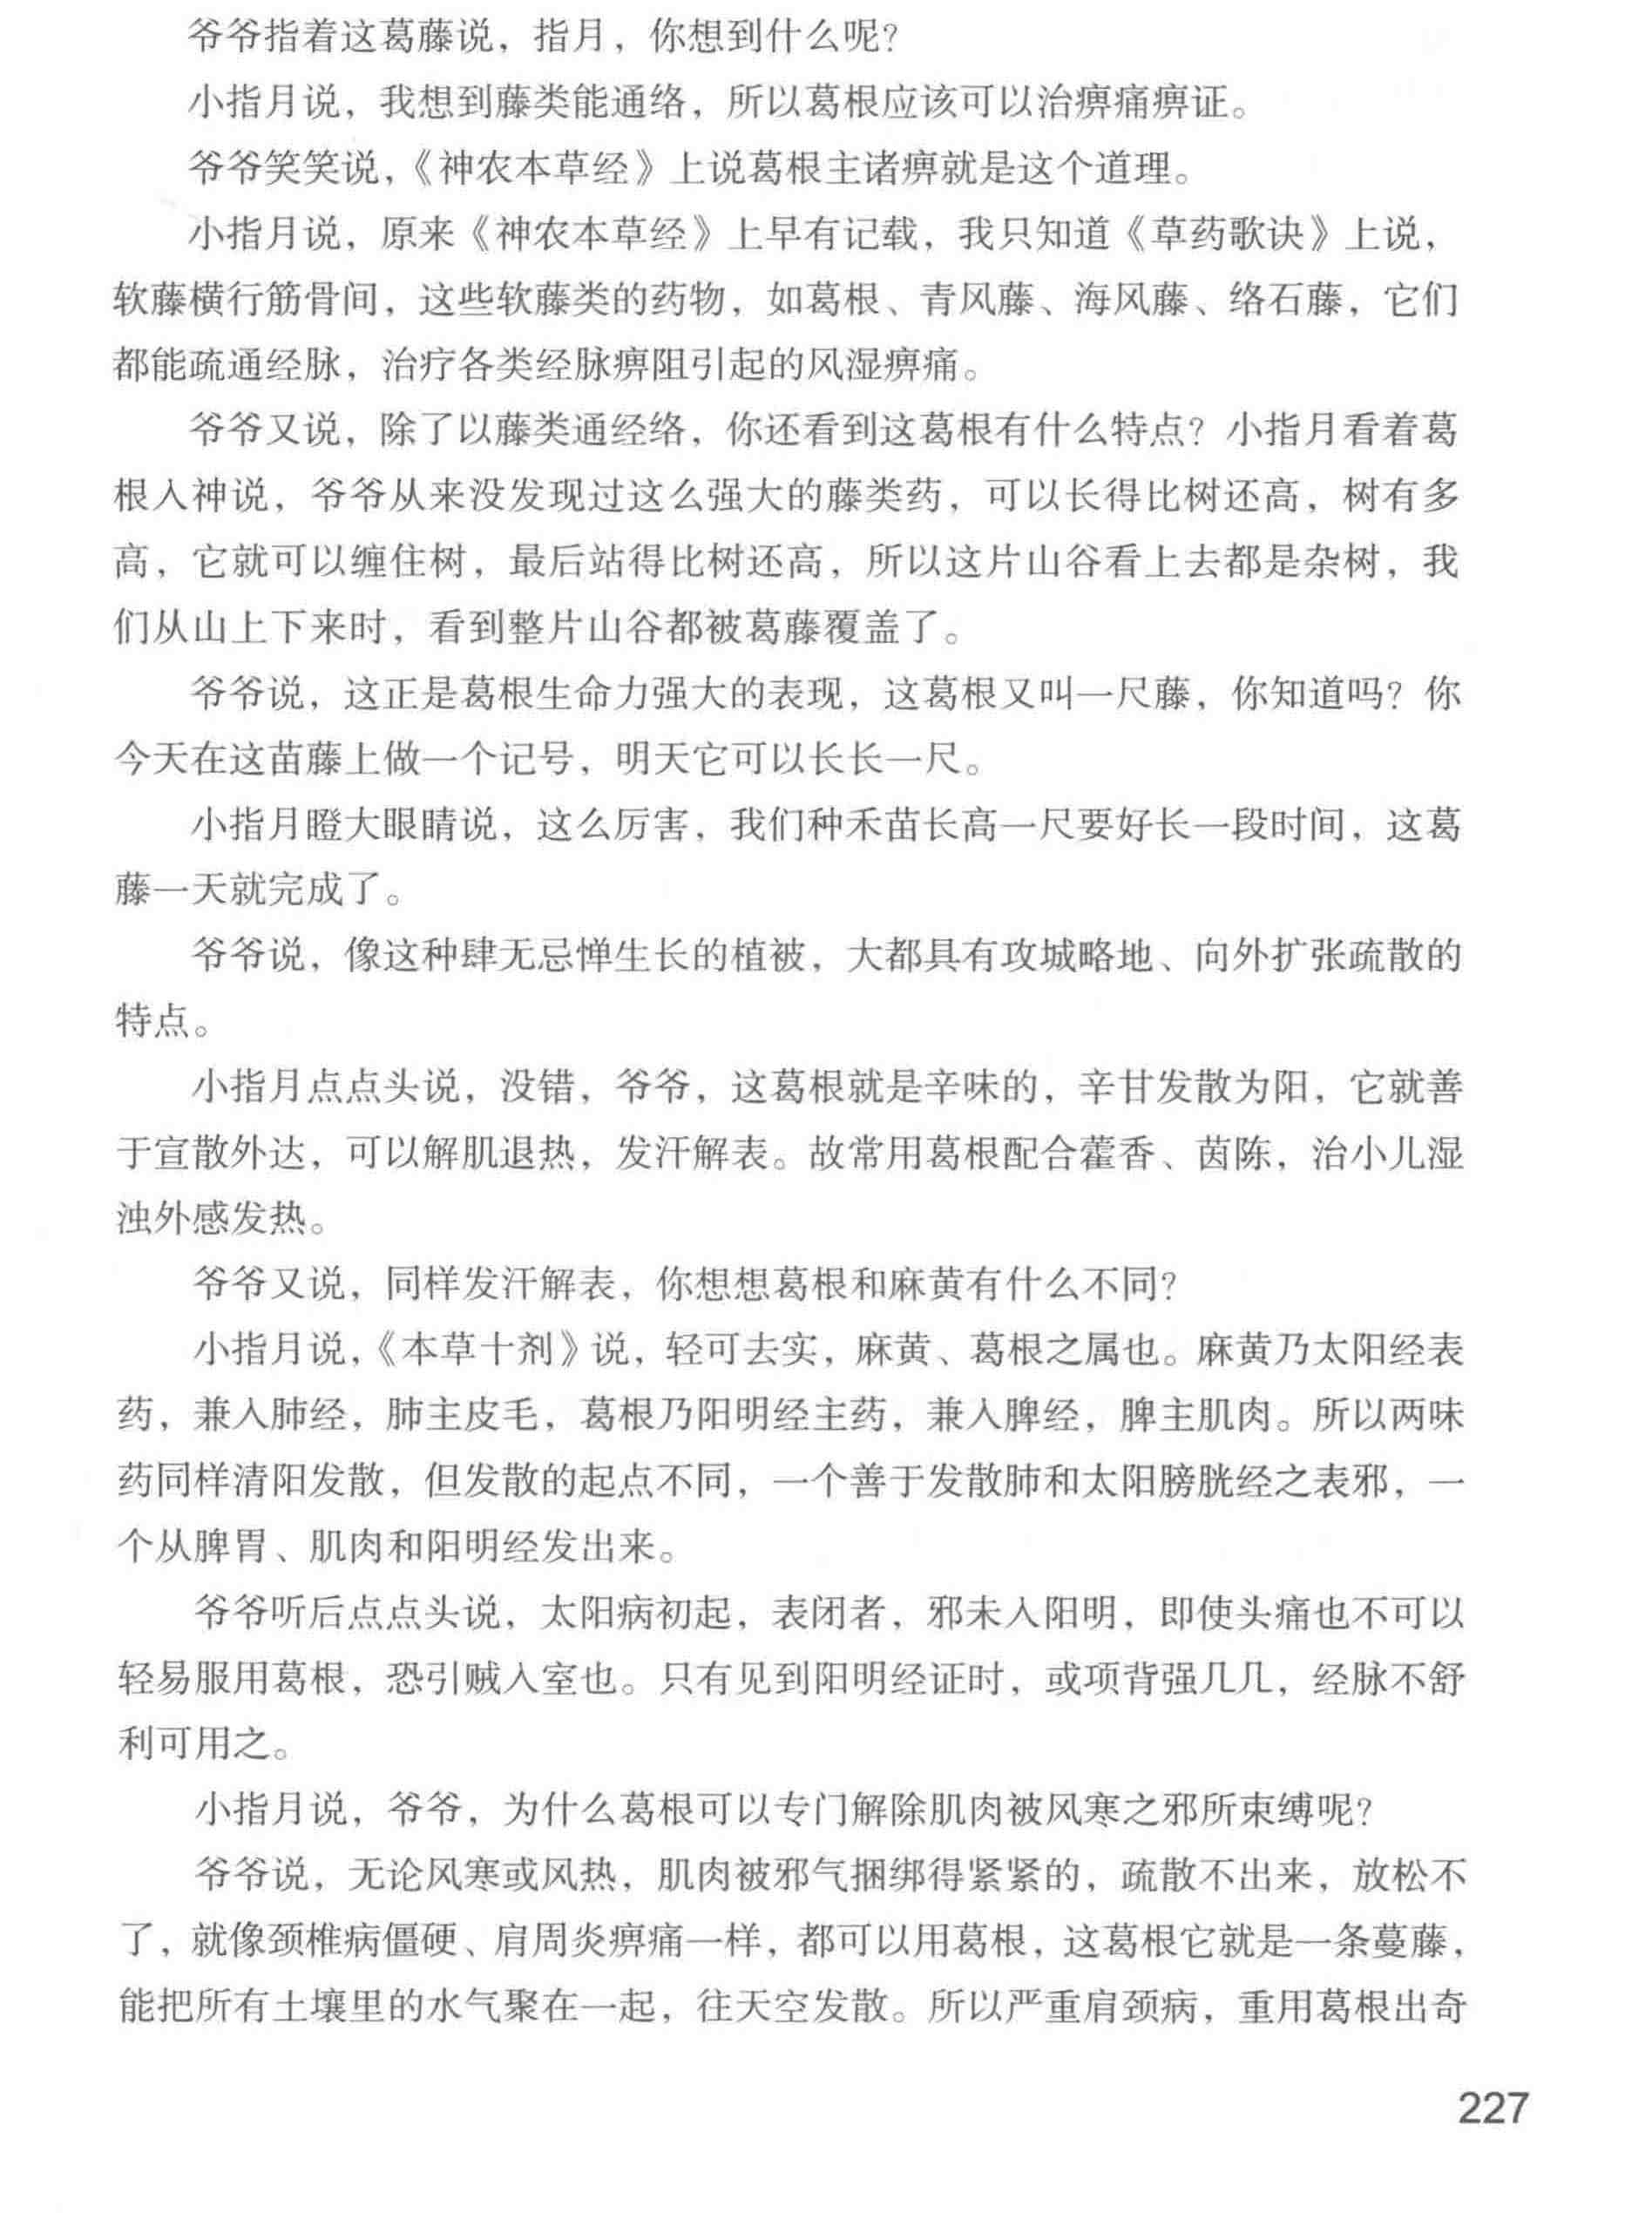 爷爷指着这葛藤说，指月，你想到什么呢？
小指月说，我想到藤类能通络，所以葛根应该可以治痹痛痹证。
爷爷笑笑说，《神农本草经》上说葛根主诸痹就是这个道理。
小指月说，原来《神农本草经》上早有记载，我只知道《草药歌诀》上说，
软藤横行筋骨间，这些软藤类的药物，如葛根、青风藤、海风藤、络石藤，它们
都能疏通经脉，治疗各类经脉痹阻引起的风湿痹痛。
爷爷又说，除了以藤类通经络，你还看到这葛根有什么特点？小指月看着葛
根入神说，爷爷从来没发现过这么强大的藤类药，可以长得比树还高，树有多
高，它就可以缠住树，最后站得比树还高，所以这片山谷看上去都是杂树，我
们从山上下来时，看到整片山谷都被葛藤覆盖了。
爷爷说，这正是葛根生命力强大的表现，这葛根又叫一尺藤，你知道吗？你
今天在这苗藤上做一个记号，明天它可以长长一尺。
小指月瞪大眼睛说，这么厉害，我们种禾苗长高一尺要好长一段时间，这葛
藤一天就完成了。
爷爷说，像这种肆无忌惮生长的植被，大都具有攻城略地、向外扩张疏散的
特点。
小指月点点头说，没错，爷爷，这葛根就是辛味的，辛甘发散为阳，它就善
于宣散外达，可以解肌退热，发汗解表。故常用葛根配合藿香、茵陈，治小儿湿
浊外感发热。
爷爷又说，同样发汗解表，你想想葛根和麻黄有什么不同？
小指月说，《本草十剂》说，轻可去实，麻黄、葛根之属也。麻黄乃太阳经表
药，兼入肺经，肺主皮毛，葛根乃阳明经主药，兼入脾经，脾主肌肉。所以两味
药同样清阳发散，但发散的起点不同，一个善于发散肺和太阳膀胱经之表邪，一
个从脾胃、肌肉和阳明经发出来。
爷爷听后点点头说，太阳病初起，表闭者，邪未入阳明，即使头痛也不可以
轻易服用葛根，恐引贼入室也。只有见到阳明经证时，或项背强几几，经脉不舒
利可用之。
小指月说，爷爷，为什么葛根可以专门解除肌肉被风寒之邪所束缚呢？
爷爷说，无论风寒或风热，肌肉被邪气捆绑得紧紧的，疏散不出来，放松不
了，就像颈椎病僵硬、肩周炎痹痛一样，都可以用葛根，这葛根它就是一条蔓藤，
能把所有土壤里的水气聚在一起，往天空发散。所以严重肩颈病，重用葛根出奇
227